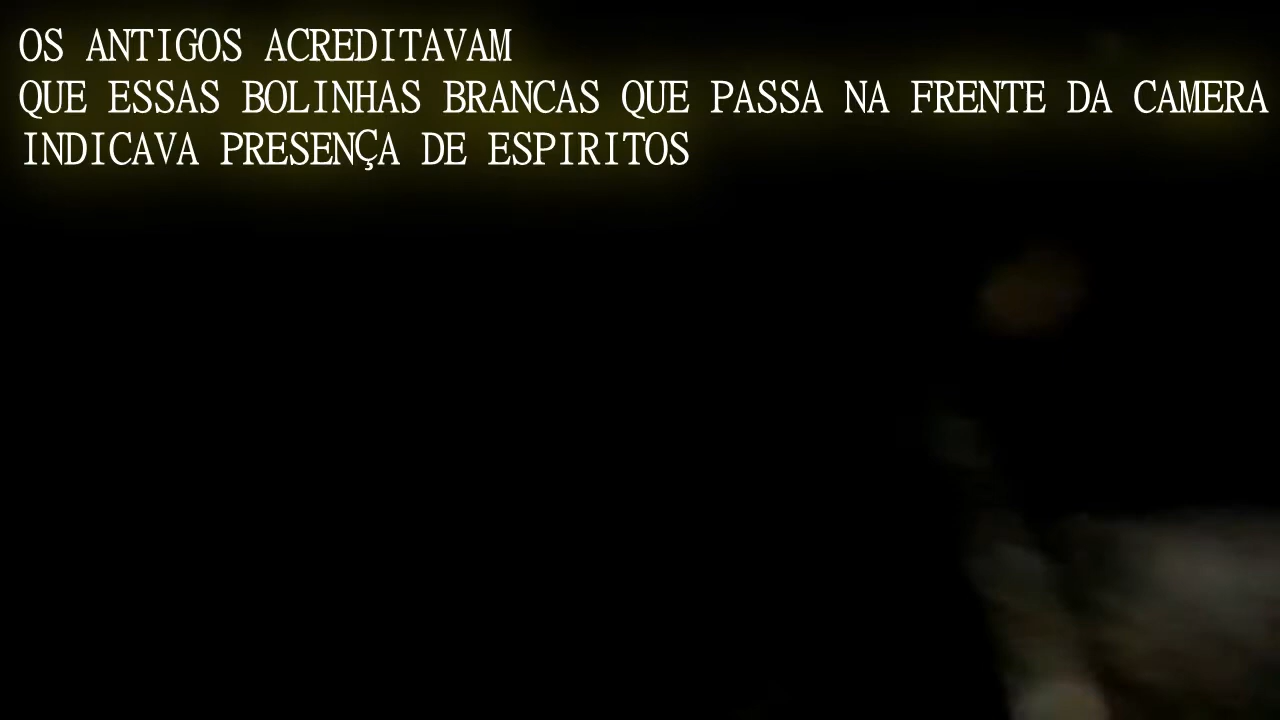 OS ANTIGOS ACREDITAVAM
QUE ESSAS BOLINHAS BRANCAS QUE PASSA NA FRENTE DA CAMERA
INDICAVA PRESENÇA DE ESPIRITOS